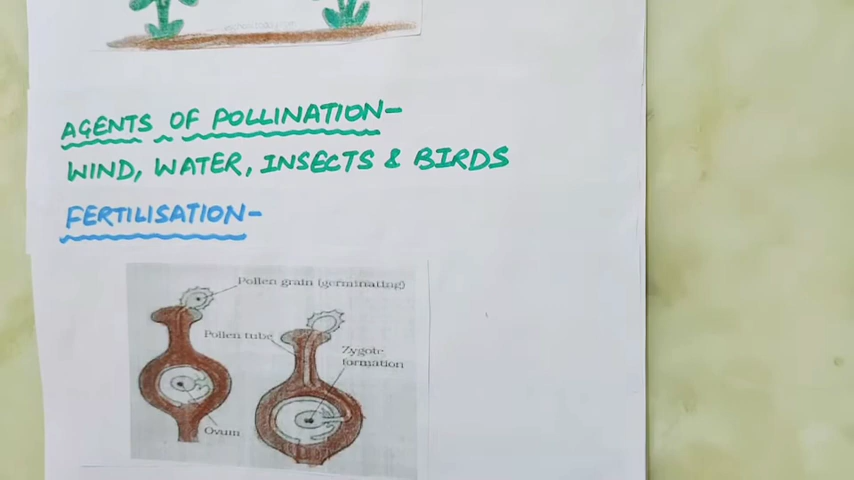 AGENTS OF POLLINATION-
WIND, WATER, INSECTS & BIRDS
FERTILISATION-
Pollen grain (germinating)
Pollen tube
Zygote
formation
Ovum